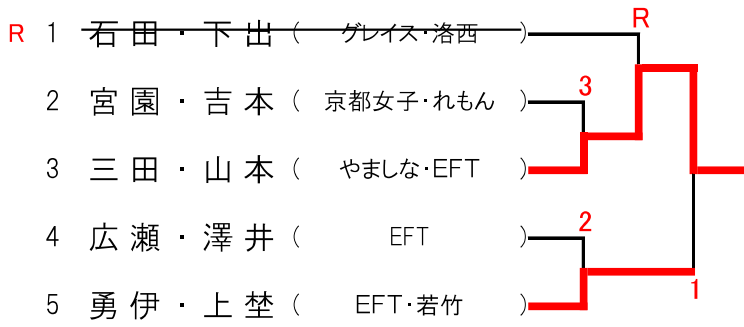 R 1 石田・下出 ( グレイス・洛西 ) R
2 宮園・吉本 ( 京都女子・れもん ) 3
3 三田・山本 ( やましな・EFT )
4 広瀬・澤井 ( EFT ) 2
5 勇伊・上埜 ( EFT・若竹 ) 1